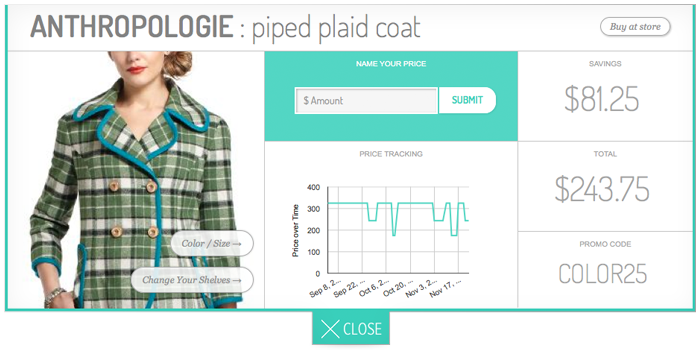 ANTHROPOLOGIE : piped plaid coat
Buy at store
NAME YOUR PRICE
$ Amount
SUBMIT
Color / Size →
Change Your Shelves →
PRICE TRACKING
Price over Time
400
300
200
100
0
Sep 8, 2...
Sep 22, ...
Oct 6, 2...
Oct 20, ...
Nov 3, 2...
Nov 17, ...
SAVINGS
$81.25
TOTAL
$243.75
PROMO CODE
COLOR25
CLOSE